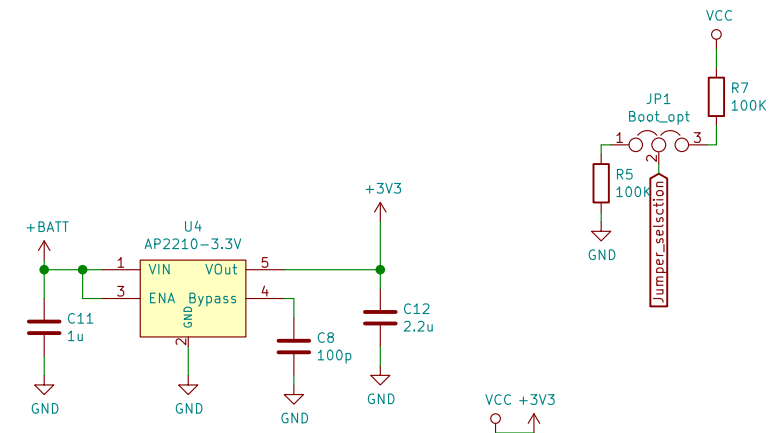 VCC
R7
100K
JP1
Boot_opt
1
3
2
R5
100K
GND
Jumper_selsction
+3V3
U4
AP2210-3.3V
+BATT
1
VIN
VOut
5
3
ENA
Bypass
4
GND
2
C11
1u
C12
2.2u
C8
100p
GND
GND
GND
GND
VCC +3V3